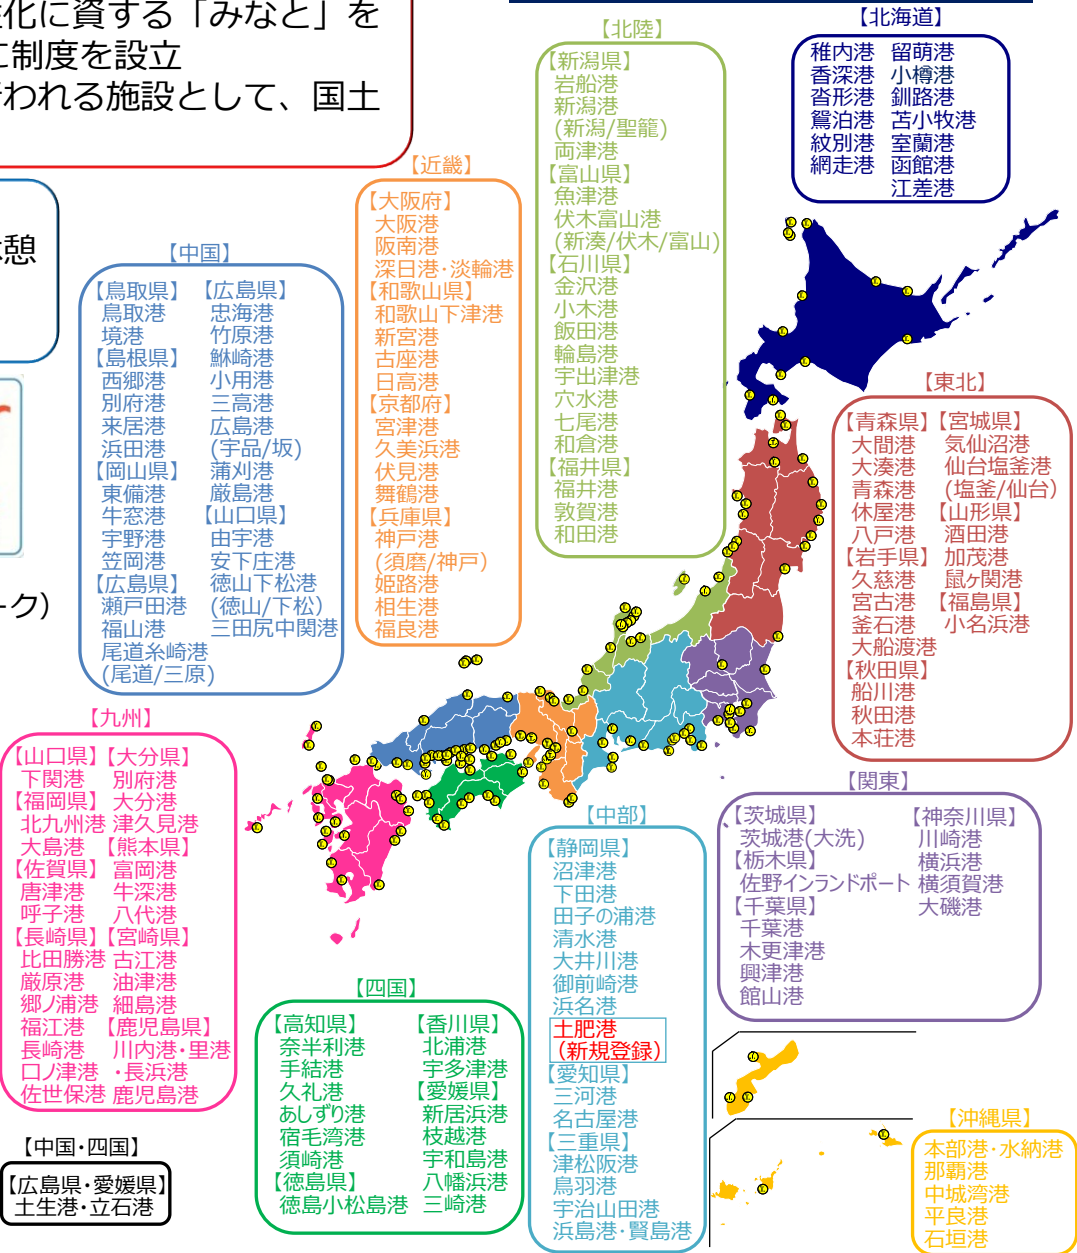 性化に資する「みなと」を
に制度を設立
行われる施設として、国土
休憩
ーク)
【北海道】
稚内港 留萌港
香深港 小樽港
沓形港 釧路港
鴛泊港 苫小牧港
紋別港 室蘭港
網走港 函館港
江差港
【北陸】
【新潟県】
岩船港
新潟港
(新潟/聖籠)
両津港
【富山県】
魚津港
伏木富山港
(新湊/伏木/富山)
【石川県】
金沢港
小木港
飯田港
輪島港
宇出津港
穴水港
七尾港
和倉港
【福井県】
福井港
敦賀港
和田港
【近畿】
【大阪府】
大阪港
阪南港
深日港・淡輪港
【和歌山県】
和歌山下津港
新宮港
古座港
日高港
【京都府】
宮津港
久美浜港
伏見港
舞鶴港
【兵庫県】
神戸港
(須磨/神戸)
姫路港
相生港
福良港
【中国】
【鳥取県】
鳥取港
境港
【島根県】
西郷港
別府港
来居港
浜田港
【岡山県】
東備港
牛窓港
宇野港
笠岡港
【広島県】
瀬戸田港
福山港
尾道糸崎港
(尾道/三原)
【広島県】
忠海港
竹原港
鮴崎港
小用港
三高港
広島港
(宇品/坂)
蒲刈港
厳島港
【山口県】
由宇港
安下庄港
徳山下松港
(徳山/下松)
三田尻中関港
【東北】
【青森県】
大間港
大湊港
青森港
休屋港
八戸港
【岩手県】
久慈港
宮古港
釜石港
大船渡港
【秋田県】
船川港
秋田港
本荘港
【宮城県】
気仙沼港
仙台塩釜港
(塩釜/仙台)
【山形県】
酒田港
加茂港
鼠ヶ関港
【福島県】
小名浜港
【九州】
【山口県】
下関港
【福岡県】
北九州港
大島港
【佐賀県】
唐津港
呼子港
【長崎県】
比田勝港
厳原港
郷ノ浦港
福江港
長崎港
口ノ津港
佐世保港
【大分県】
別府港
大分港
津久見港
【熊本県】
富岡港
牛深港
八代港
【宮崎県】
古江港
油津港
細島港
【鹿児島県】
川内港・里港
・長浜港
鹿児島港
【関東】
【茨城県】
茨城港(大洗)
【栃木県】
佐野インランドポート
【千葉県】
千葉港
木更津港
興津港
館山港
【神奈川県】
川崎港
横浜港
横須賀港
大磯港
【中部】
【静岡県】
沼津港
下田港
田子の浦港
清水港
大井川港
御前崎港
浜名港
土肥港
(新規登録)
【愛知県】
三河港
名古屋港
【三重県】
津松阪港
鳥羽港
宇治山田港
浜島港・賢島港
【四国】
【高知県】
奈半利港
手結港
久礼港
あしずり港
宿毛湾港
須崎港
【徳島県】
徳島小松島港
【香川県】
北浦港
宇多津港
【愛媛県】
新居浜港
枝越港
宇和島港
八幡浜港
三崎港
【中国・四国】
【広島県・愛媛県】
土生港・立石港
【沖縄県】
本部港・水納港
那覇港
中城湾港
平良港
石垣港